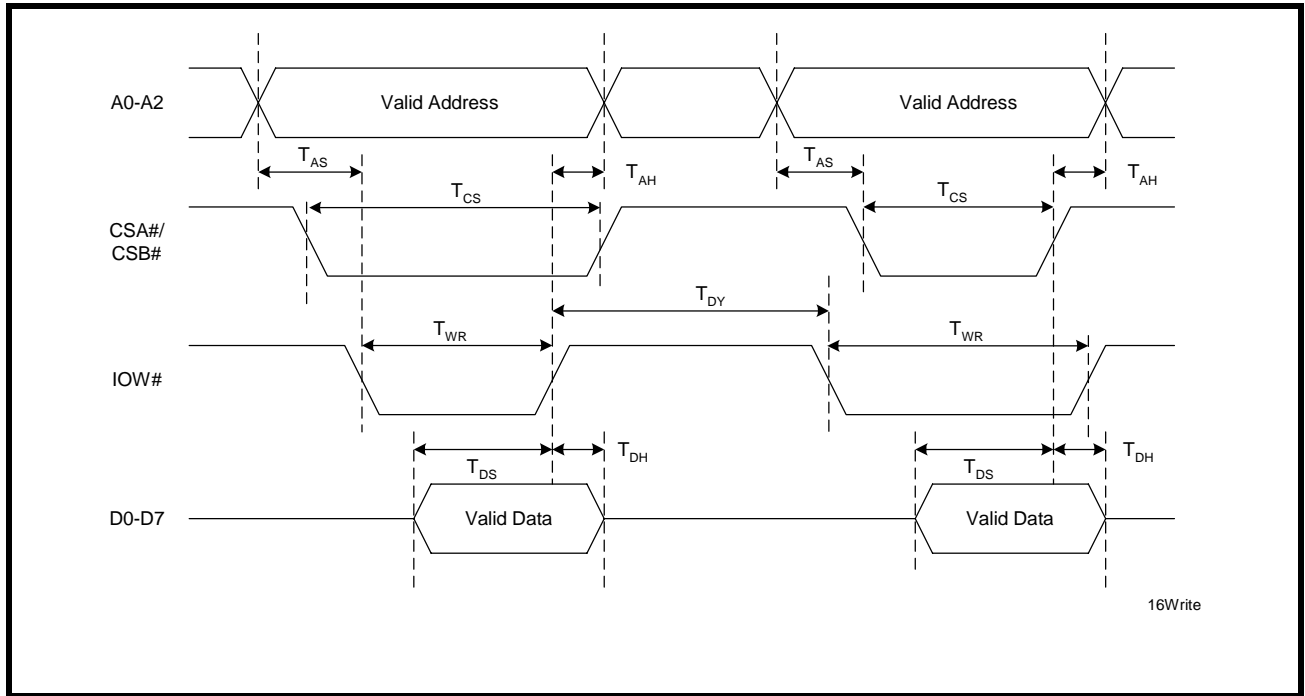 A0-A2
Valid Address
Valid Address
TAS
TAH
TAS
TAH
TCS
TCS
CSA#/
CSB#
TDY
TWR
TWR
IOW#
TDS
TDH
TDS
TDH
D0-D7
Valid Data
Valid Data
16Write